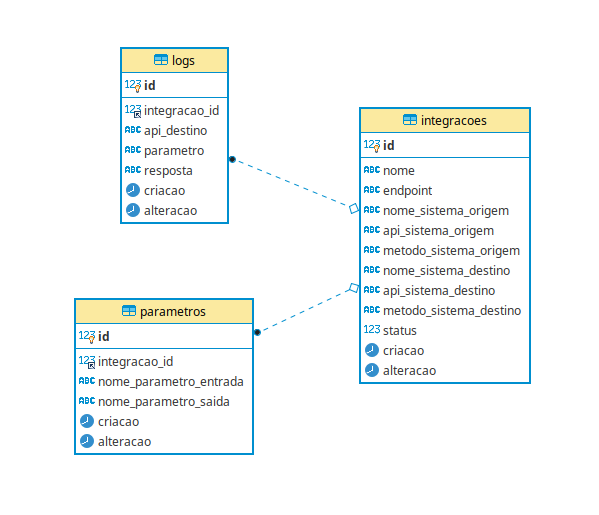 logs
123 id
123 integracao_id
ABC api_destino
ABC parametro
ABC resposta
criacao
alteracao
integracoes
123 id
ABC nome
ABC endpoint
ABC nome_sistema_origem
ABC api_sistema_origem
ABC metodo_sistema_origem
ABC nome_sistema_destino
ABC api_sistema_destino
ABC metodo_sistema_destino
123 status
criacao
alteracao
parametros
123 id
123 integracao_id
ABC nome_parametro_entrada
ABC nome_parametro_saida
criacao
alteracao